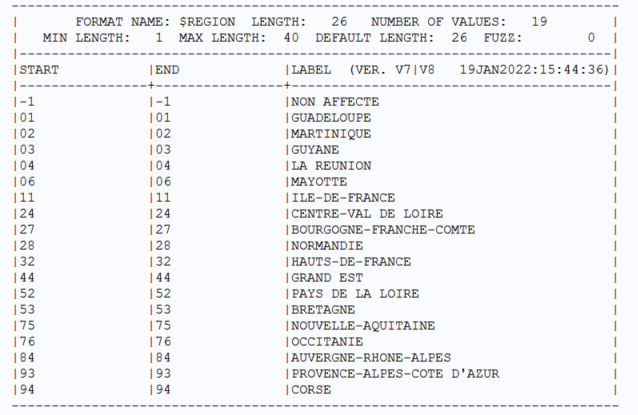 FORMAT NAME: $REGION LENGTH: 26 NUMBER OF VALUES: 19
MIN LENGTH: 1 MAX LENGTH: 40 DEFAULT LENGTH: 26 FUZZ: 0
START |END |LABEL (VER. V7|V8 19JAN2022:15:44:36)
-1 |-1 |NON AFFECTE
01 |01 |GUADELOUPE
02 |02 |MARTINIQUE
03 |03 |GUYANE
04 |04 |LA REUNION
06 |06 |MAYOTTE
11 |11 |ILE-DE-FRANCE
24 |24 |CENTRE-VAL DE LOIRE
27 |27 |BOURGOGNE-FRANCHE-COMTE
28 |28 |NORMANDIE
32 |32 |HAUTS-DE-FRANCE
44 |44 |GRAND EST
52 |52 |PAYS DE LA LOIRE
53 |53 |BRETAGNE
75 |75 |NOUVELLE-AQUITAINE
76 |76 |OCCITANIE
84 |84 |AUVERGNE-RHONE-ALPES
93 |93 |PROVENCE-ALPES-COTE D'AZUR
94 |94 |CORSE